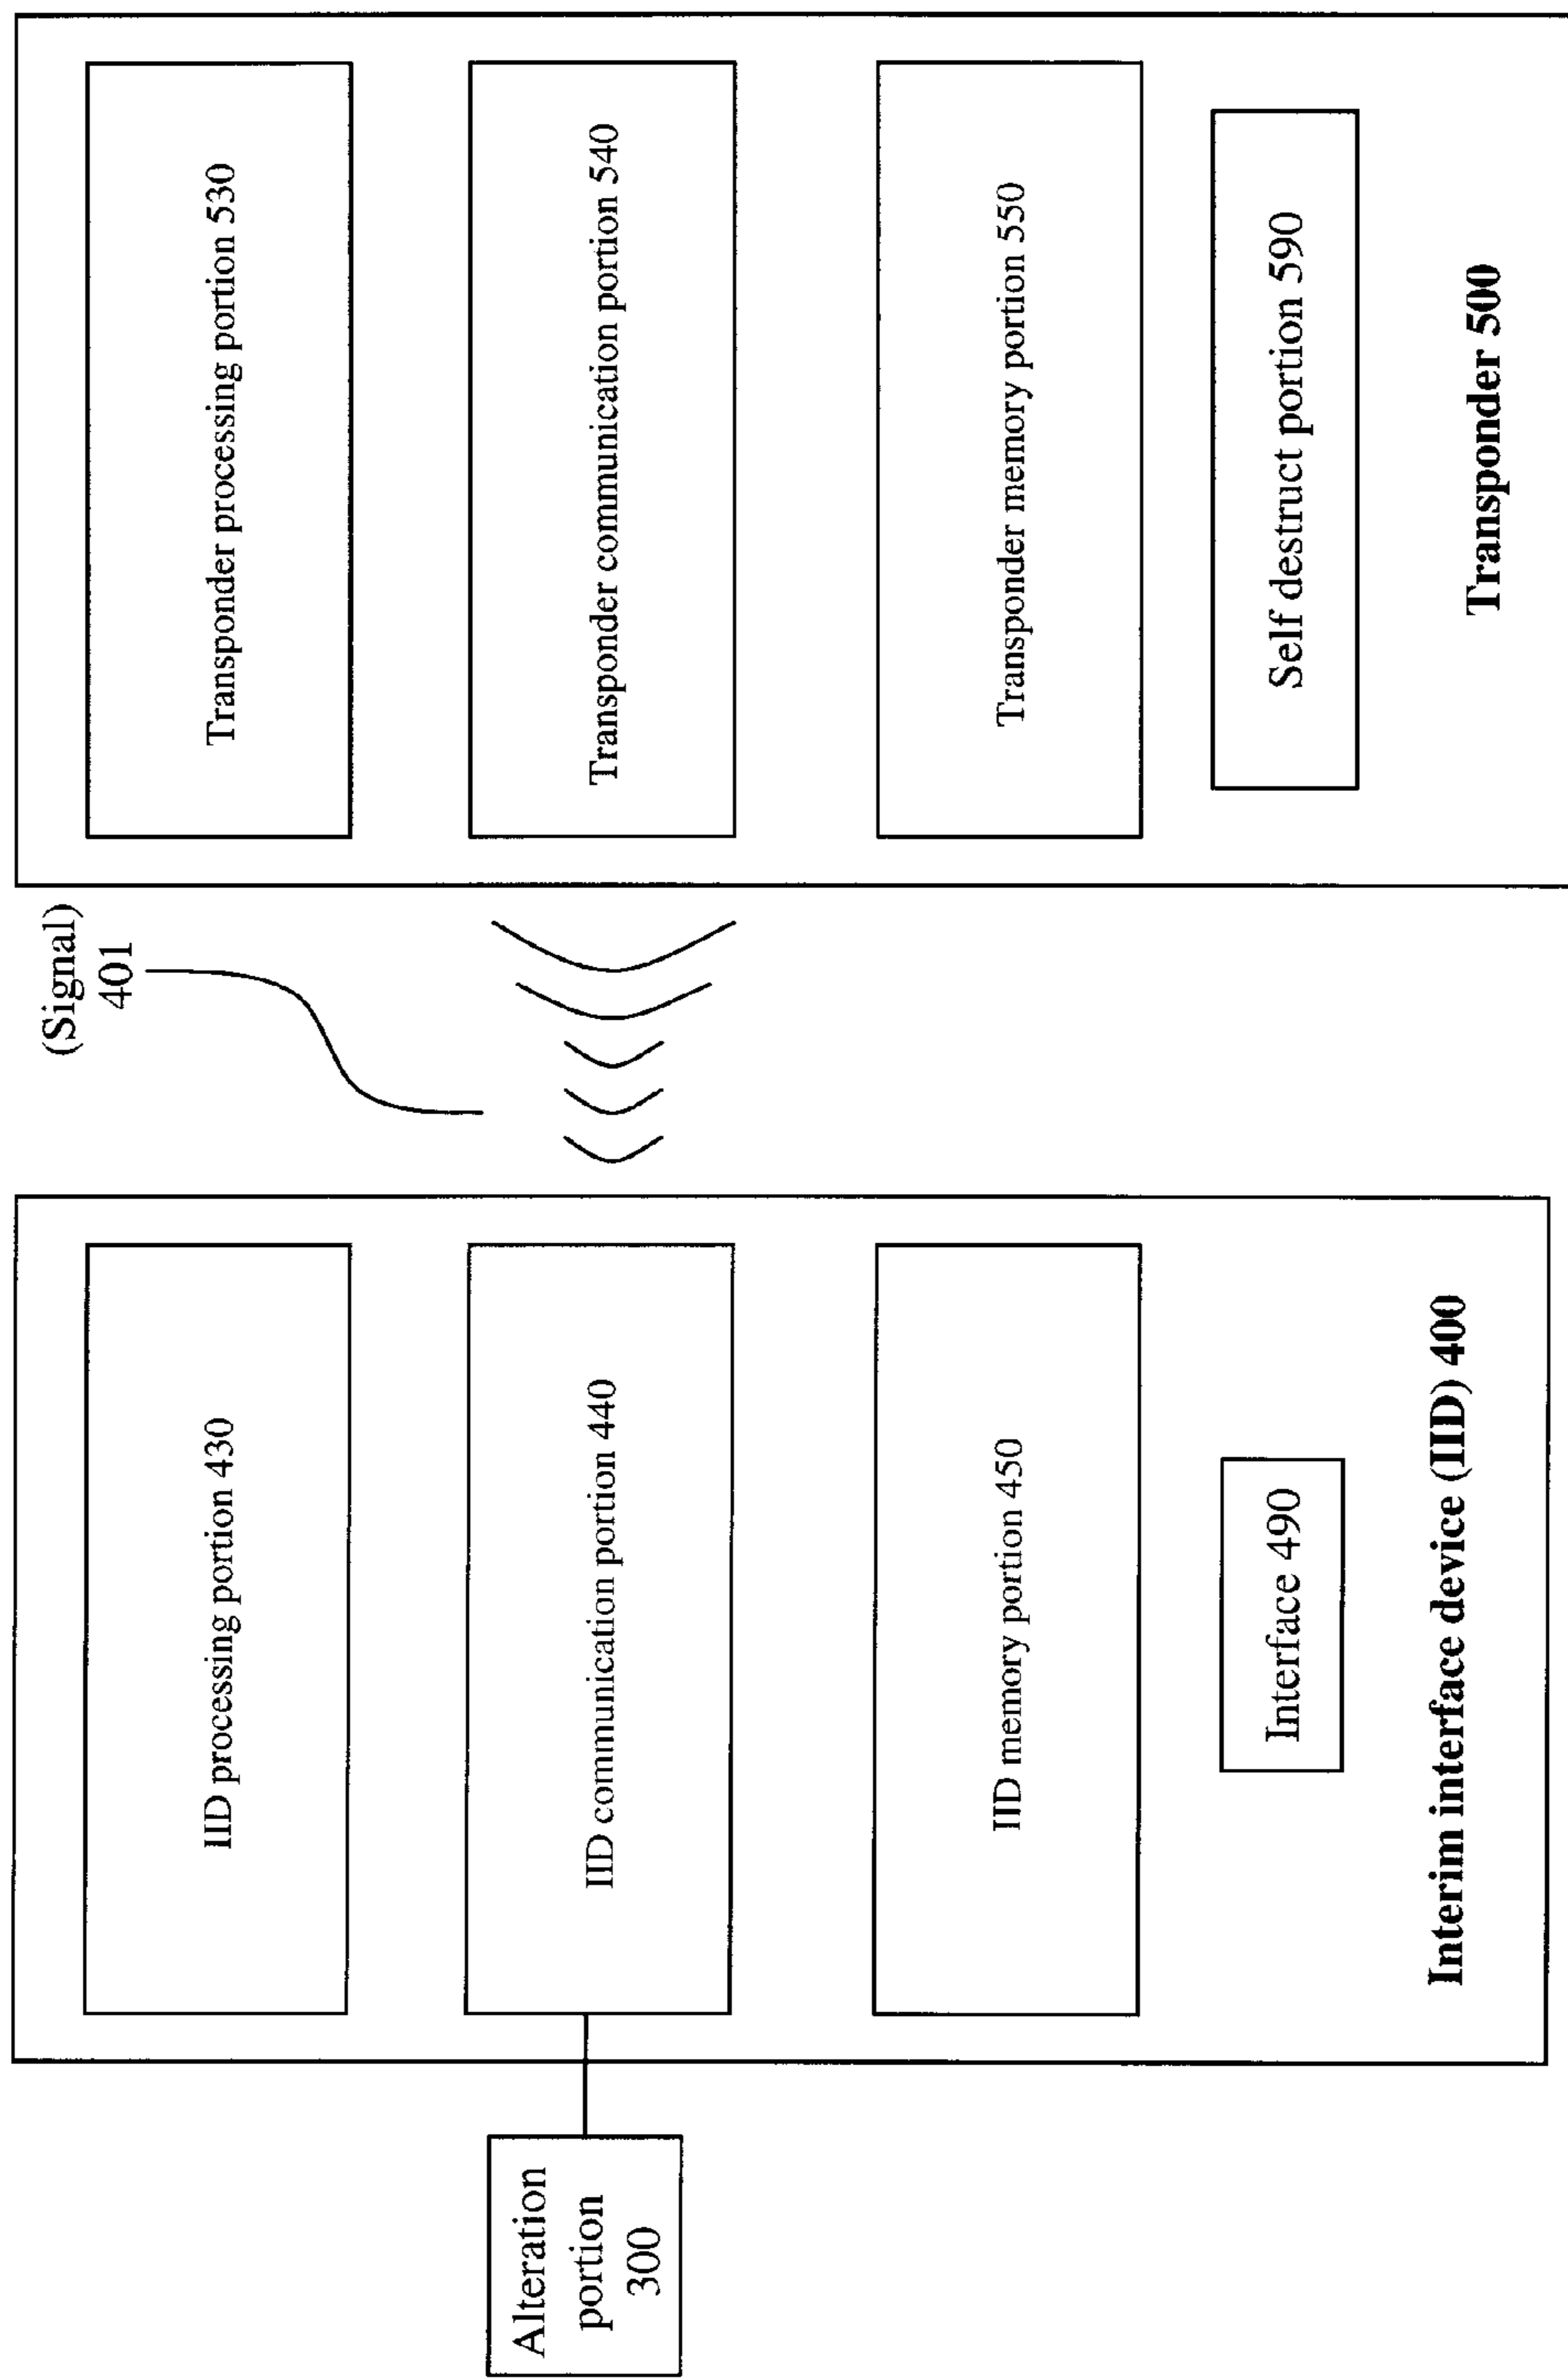 Alteration
portion
300
IID processing portion 430
IID communication portion 440
IID memory portion 450
Interface 490
Interim interface device (IID) 400
(Signal)
401
Transponder processing portion 530
Transponder communication portion 540
Transponder memory portion 550
Self destruct portion 590
Transponder 500